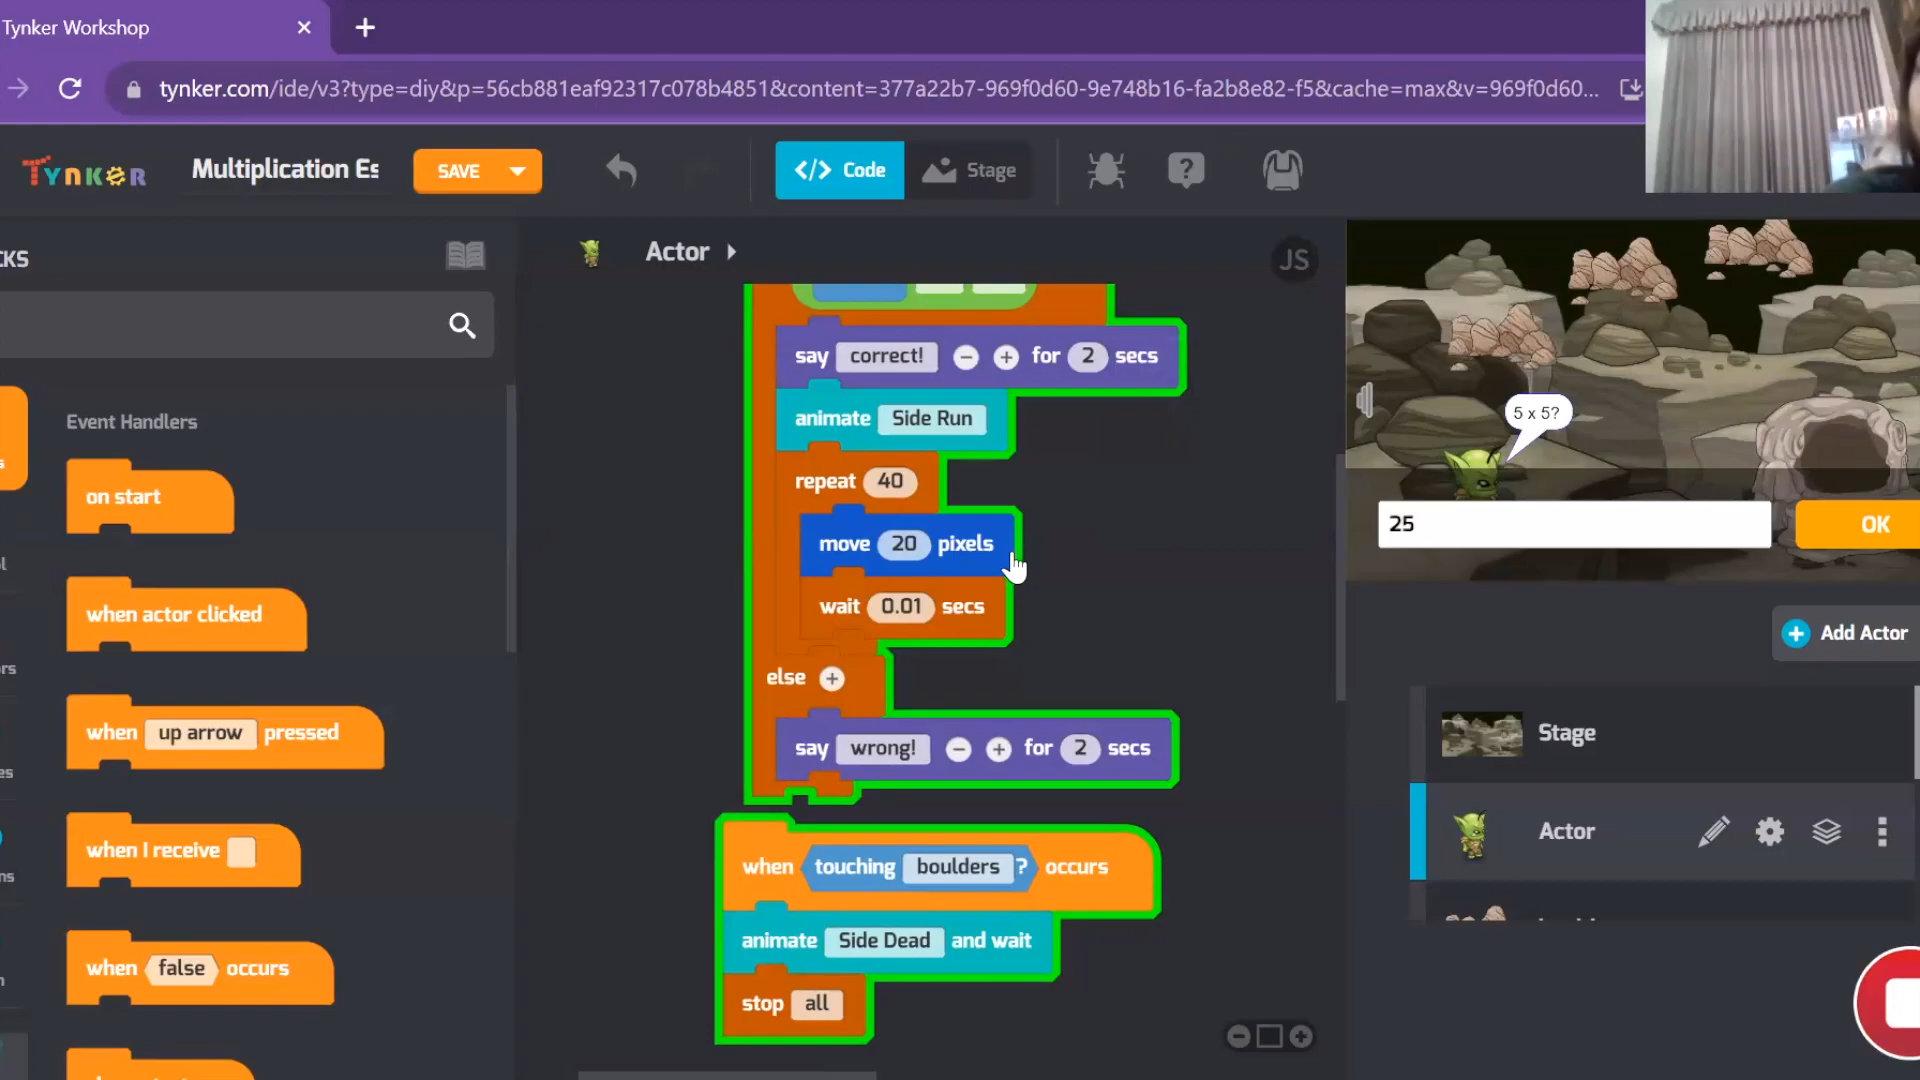 Tynker Workshop
tynker.com/ide/v3?type=diy&p=56cb881eaf92317c078b4851&content=377a22b7-969f0d60-9e748b16-fa2b8e82-f5&cache=max&v=969f0d60...
TYNKER
Multiplication Es
SAVE
</> Code
Stage
CKS
Actor
JS
Event Handlers
on start
when actor clicked
when up arrow pressed
when I receive
when false occurs
say correct! − + for 2 secs
animate Side Run
repeat 40
move 20 pixels
wait 0.01 secs
else +
say wrong! − + for 2 secs
when touching boulders ? occurs
animate Side Dead and wait
stop all
5 x 5?
25
OK
Add Actor
Stage
Actor